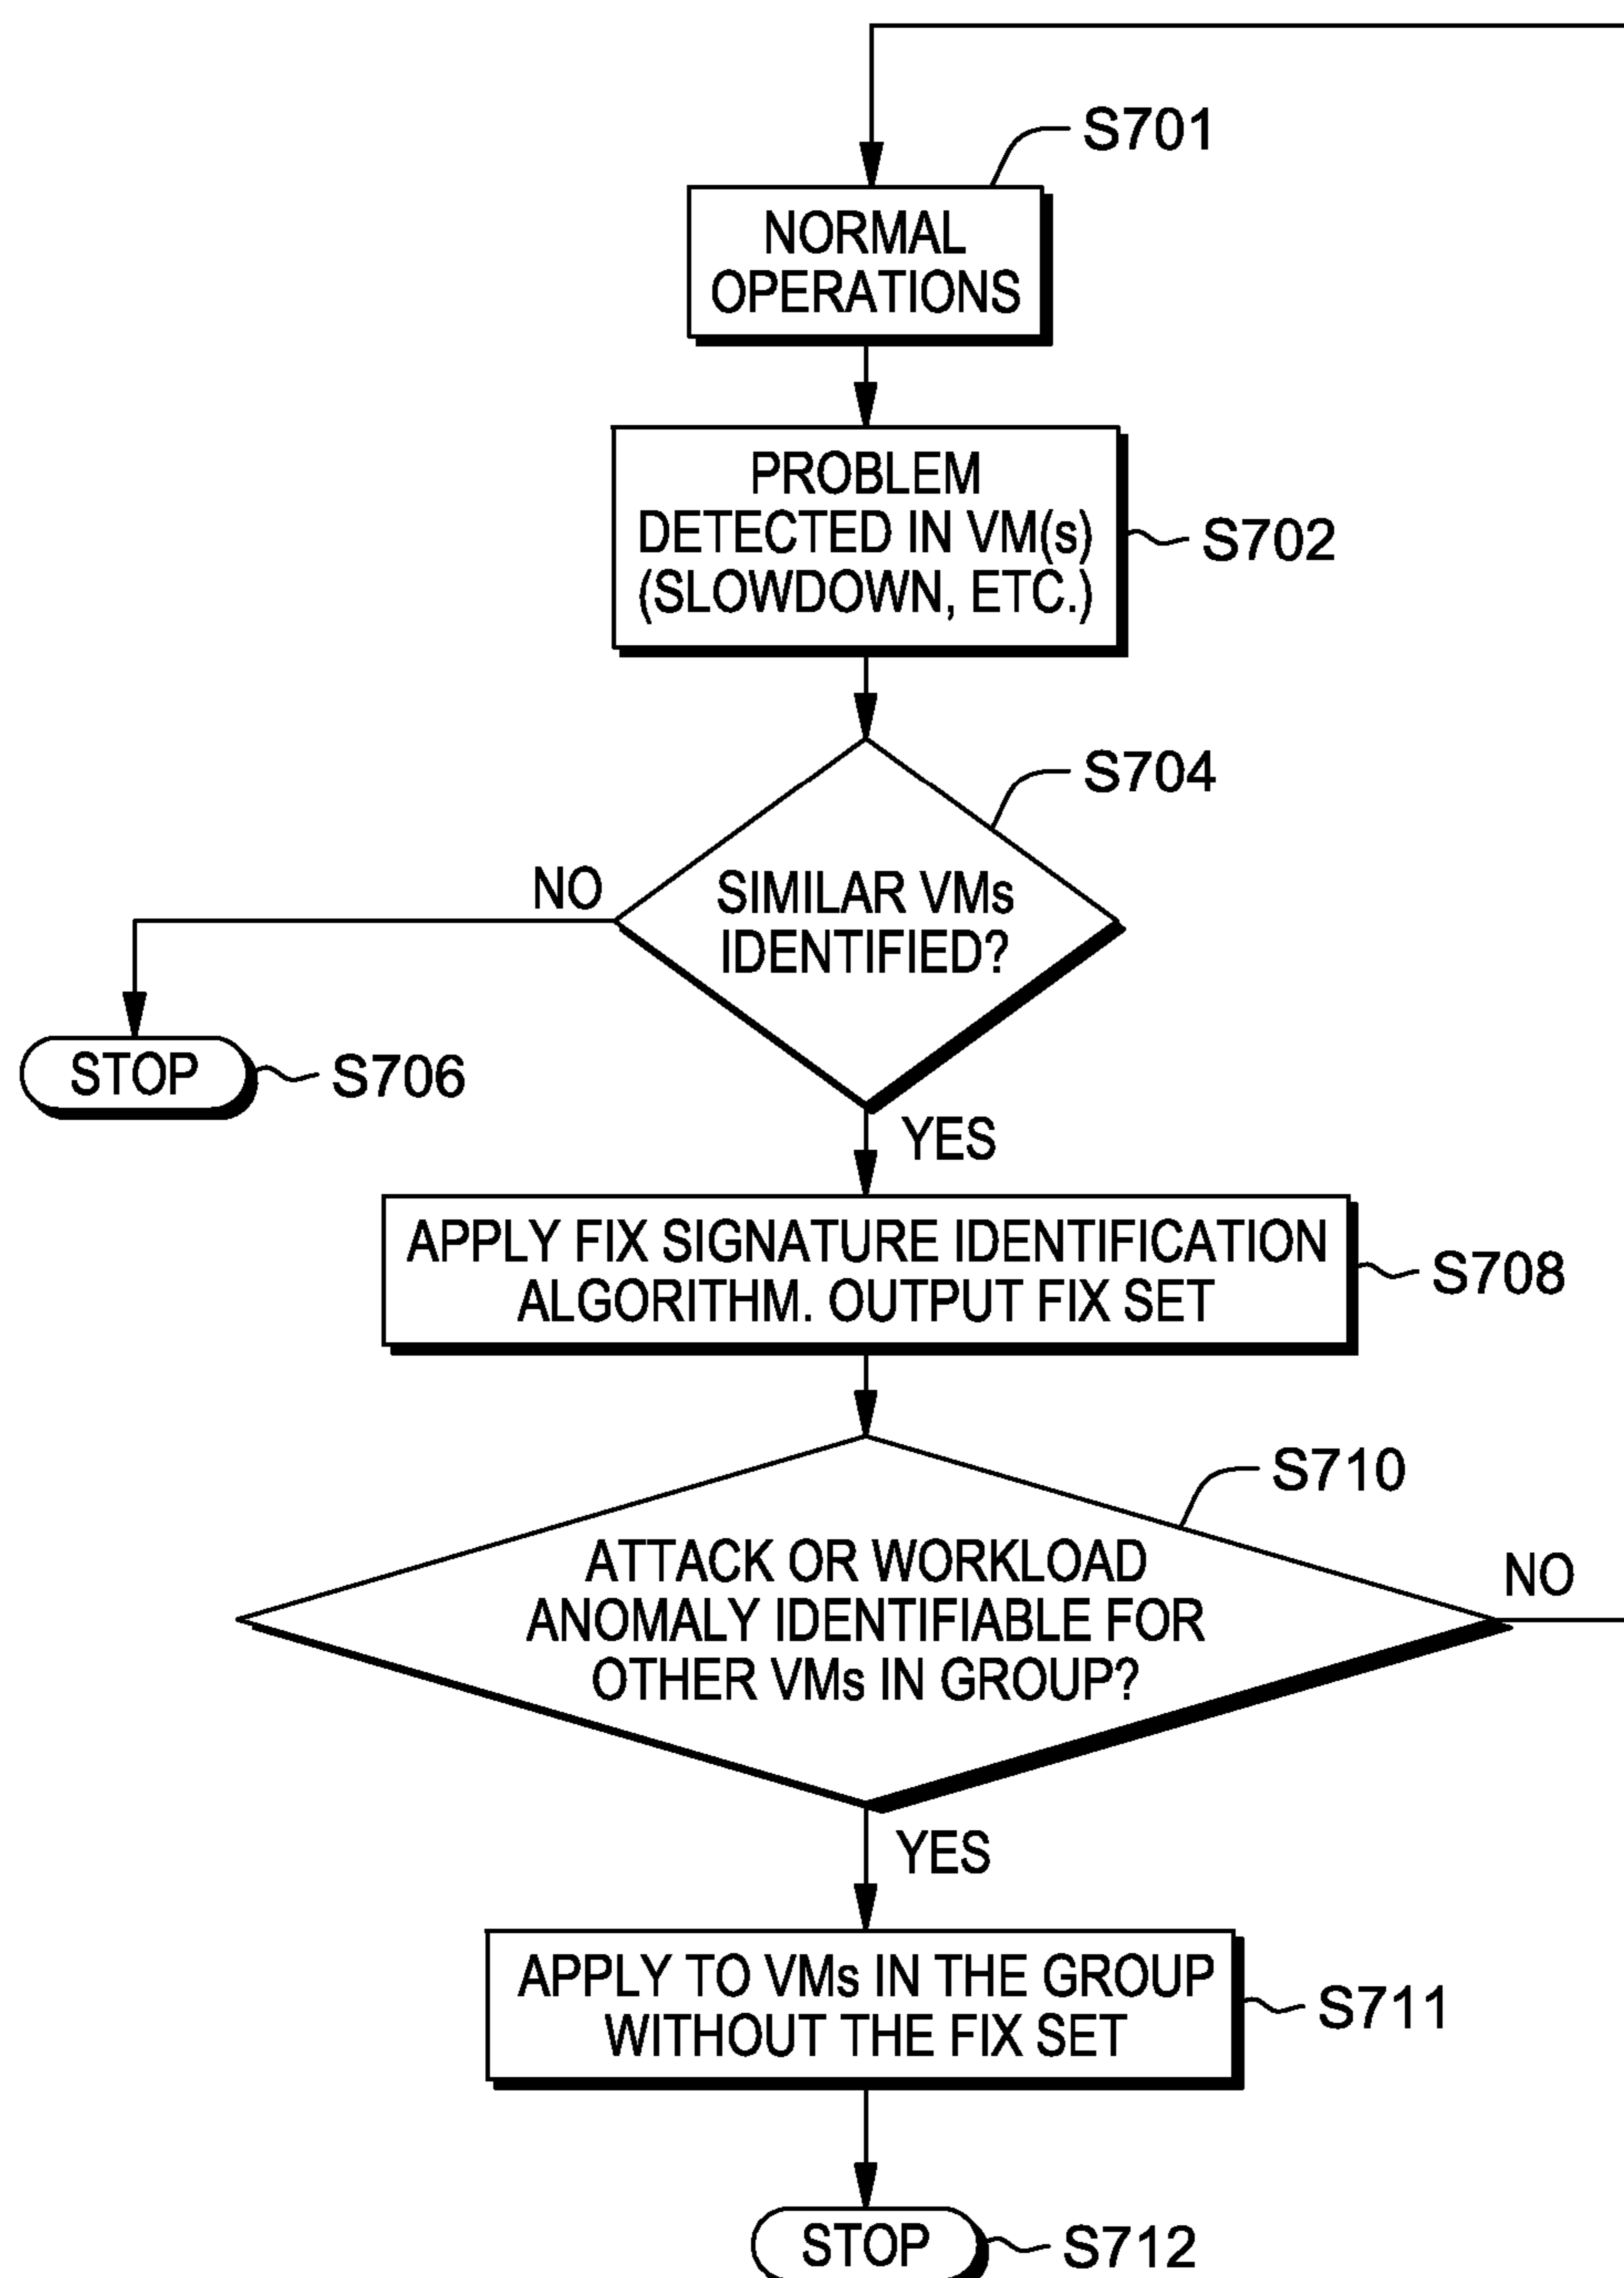 S701
NORMAL
OPERATIONS
PROBLEM
DETECTED IN VM(s)
(SLOWDOWN, ETC.)
S702
S704
NO
SIMILAR VMs
IDENTIFIED?
STOP
S706
YES
APPLY FIX SIGNATURE IDENTIFICATION
ALGORITHM. OUTPUT FIX SET
S708
S710
ATTACK OR WORKLOAD
ANOMALY IDENTIFIABLE FOR
OTHER VMs IN GROUP?
NO
YES
APPLY TO VMs IN THE GROUP
WITHOUT THE FIX SET
S711
STOP
S712